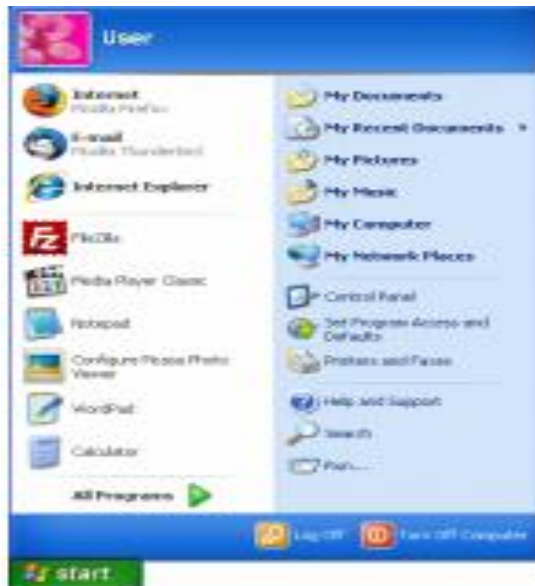 User
Internet
Mozilla Firefox
E-mail
Mozilla Thunderbird
Internet Explorer
FileZilla
Media Player Classic
Notepad
Configure Picasa Photo
Viewer
WordPad
Calculator
All Programs
My Documents
My Recent Documents
My Pictures
My Music
My Computer
My Network Places
Control Panel
Set Program Access and
Defaults
Printers and Faxes
Help and Support
Search
Run...
Log Off
Turn Off Computer
start